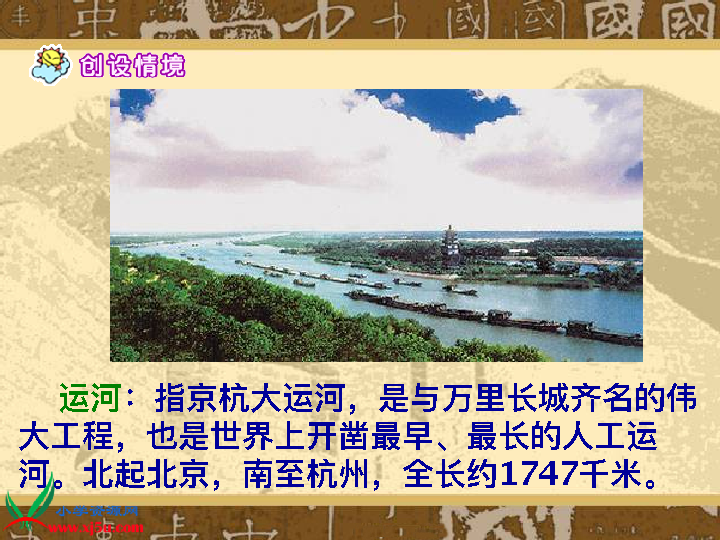 创设情境
运河：指京杭大运河，是与万里长城齐名的伟
大工程，也是世界上开凿最早、最长的人工运
河。北起北京，南至杭州，全长约1747千米。